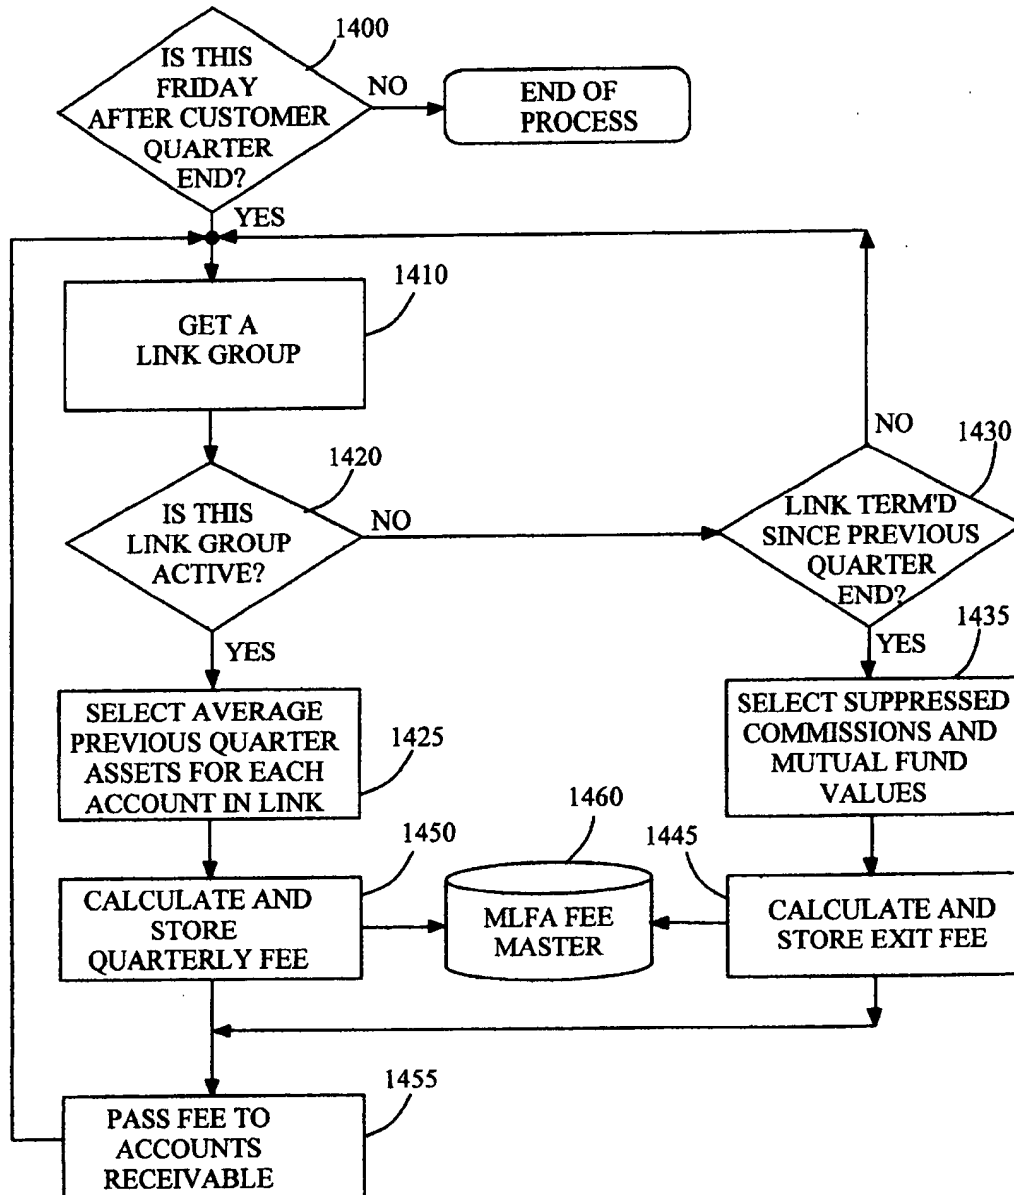 1400
IS THIS
FRIDAY
AFTER CUSTOMER
QUARTER
END?
NO
END OF
PROCESS
YES
1410
GET A
LINK GROUP
1420
IS THIS
LINK GROUP
ACTIVE?
NO
NO
1430
LINK TERM'D
SINCE PREVIOUS
QUARTER
END?
YES
YES
1435
SELECT AVERAGE
PREVIOUS QUARTER
ASSETS FOR EACH
ACCOUNT IN LINK
1425
SELECT SUPPRESSED
COMMISSIONS AND
MUTUAL FUND
VALUES
1450
CALCULATE AND
STORE
QUARTERLY FEE
1460
MLFA FEE
MASTER
1445
CALCULATE AND
STORE EXIT FEE
1455
PASS FEE TO
ACCOUNTS
RECEIVABLE